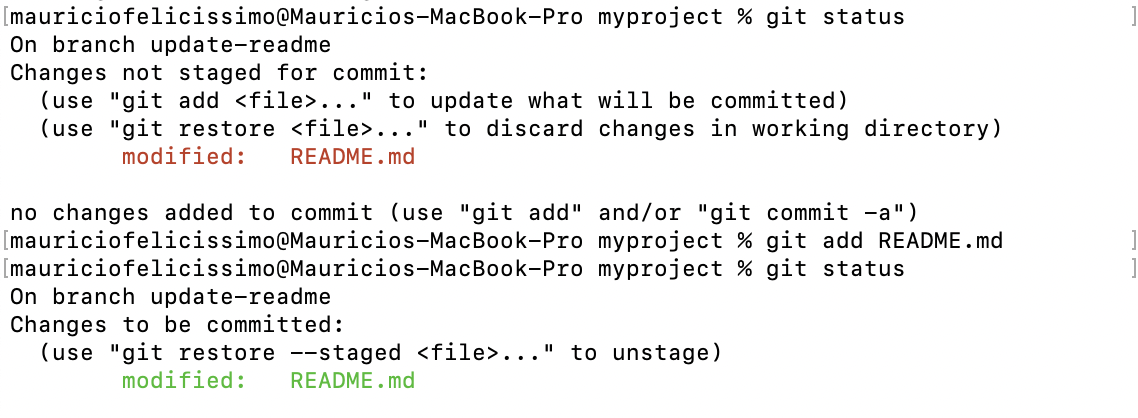 [mauriciofelicissimo@Mauricios-MacBook-Pro myproject % git status ]
On branch update-readme
Changes not staged for commit:
  (use "git add <file>..." to update what will be committed)
  (use "git restore <file>..." to discard changes in working directory)
        modified:   README.md

no changes added to commit (use "git add" and/or "git commit -a")
[mauriciofelicissimo@Mauricios-MacBook-Pro myproject % git add README.md ]
[mauriciofelicissimo@Mauricios-MacBook-Pro myproject % git status ]
On branch update-readme
Changes to be committed:
  (use "git restore --staged <file>..." to unstage)
        modified:   README.md